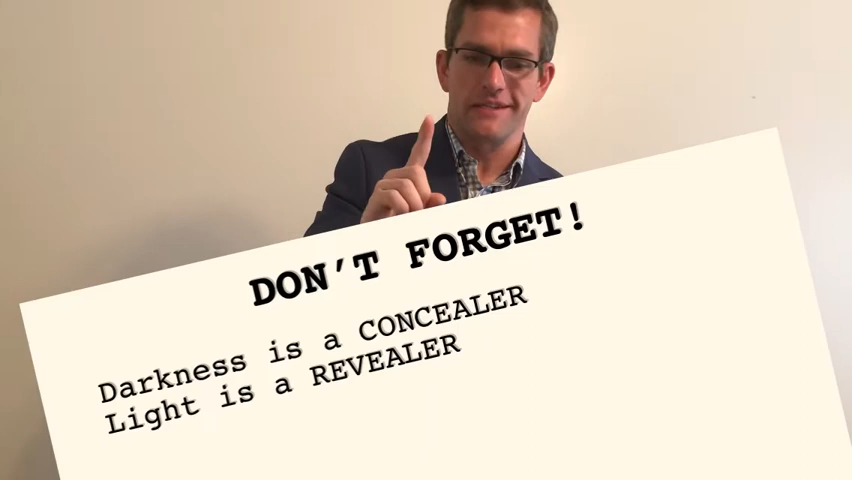 DON'T FORGET!
Darkness is a CONCEALER
Light is a REVEALER